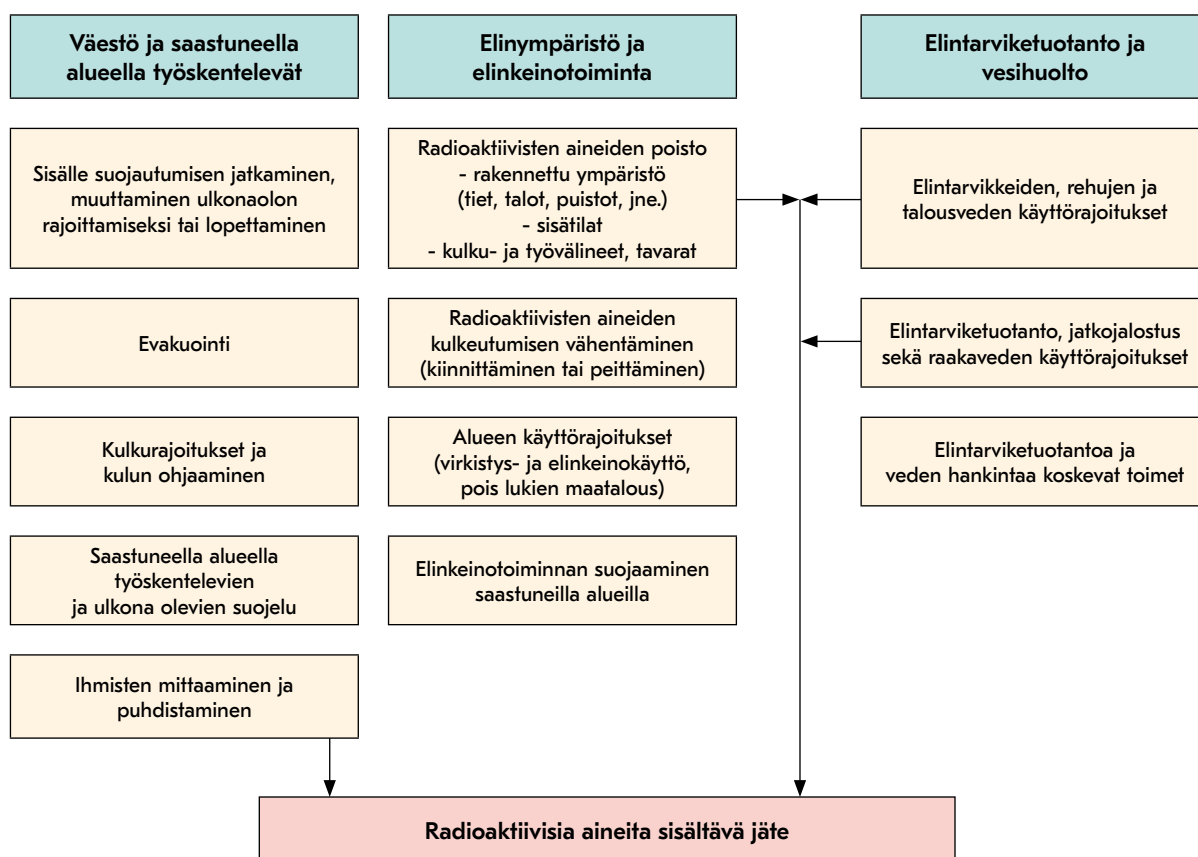 Väestö ja saastuneella
alueella työskentelevät
Sisälle suojautumisen jatkaminen,
muuttaminen ulkonaolon
rajoittamiseksi tai lopettaminen
Evakuointi
Kulkurajoitukset ja
kulun ohjaaminen
Saastuneella alueella
työskentelevien
ja ulkona olevien suojelu
Ihmisten mittaaminen ja
puhdistaminen
Elinympäristö ja
elinkeinotoiminta
Radioaktiivisten aineiden poisto
- rakennettu ympäristö
(tiet, talot, puistot, jne.)
- sisätilat
- kulku- ja työvälineet, tavarat
Radioaktiivisten aineiden
kulkeutumisen vähentäminen
(kiinnittäminen tai peittäminen)
Alueen käyttörajoitukset
(virkistys- ja elinkeinokäyttö,
pois lukien maatalous)
Elinkeinotoiminnan suojaaminen
saastuneilla alueilla
Elintarviketuotanto ja
vesihuolto
Elintarvikkeiden, rehujen ja
talousveden käyttörajoitukset
Elintarviketuotanto, jatkojalostus
sekä raakaveden käyttörajoitukset
Elintarviketuotantoa ja
veden hankintaa koskevat toimet
Radioaktiivisia aineita sisältävä jäte